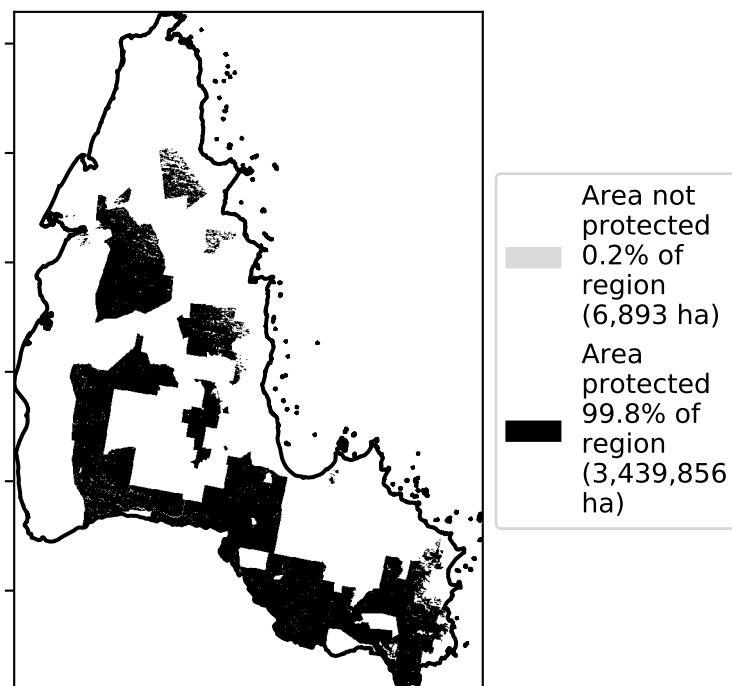 Area not
protected
0.2% of
region
(6,893 ha)
Area
protected
99.8% of
region
(3,439,856
ha)